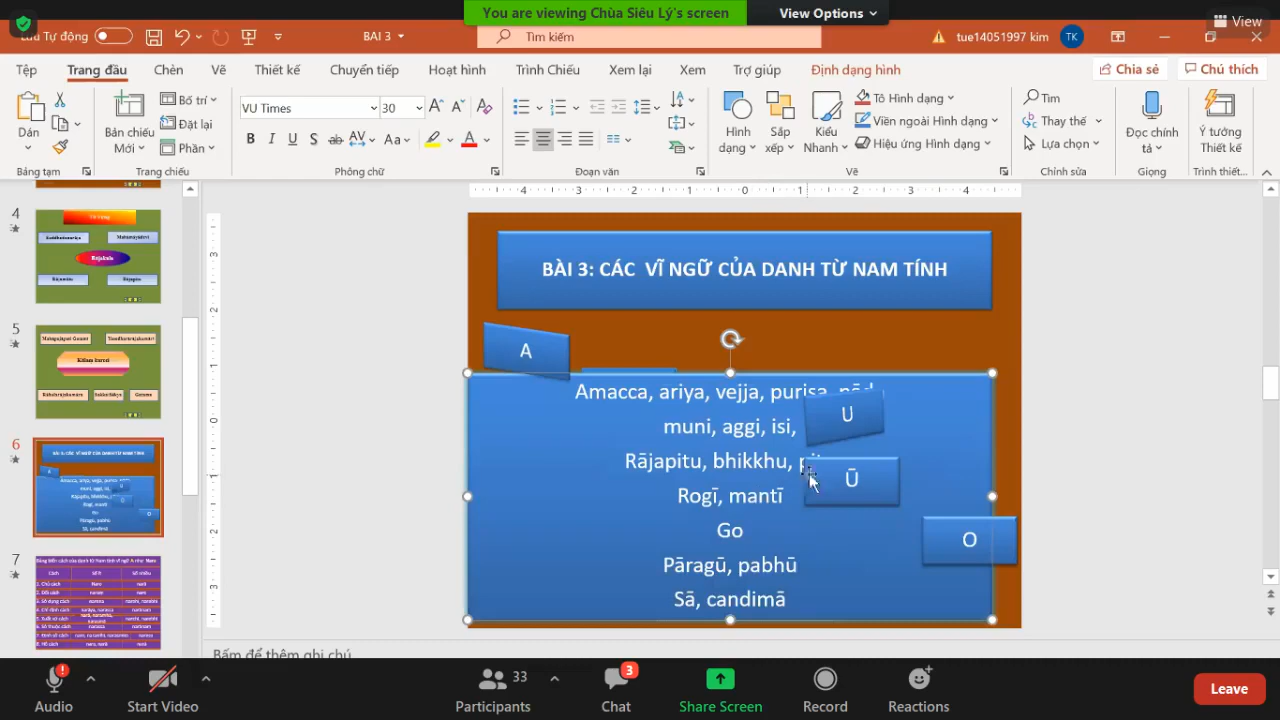 You are viewing Chùa Siêu Lý's screen
View Options
View
Lưu Tự động
BAI 3
Tìm kiếm
tue14051997 kim
TK
Tệp
Trang đầu
Chèn
Vẽ
Thiết kế
Chuyển tiếp
Hoạt hình
Trình Chiếu
Xem lại
Xem
Trợ giúp
Định dạng hình
Chia sẻ
Chú thích
Dán
Bản chiếu Mới
Bố trí
Đặt lại
Phần
VU Times
30
Hình dạng
Sắp xếp
Kiểu Nhanh
Tô Hình dạng
Viền ngoài Hình dạng
Hiệu ứng Hình dạng
Tìm
Thay thế
Lựa chọn
Đọc chính tả
Ý tưởng Thiết kế
Bảng tạm
Trang chiếu
Phông chữ
Đoạn văn
Vẽ
Chỉnh sửa
Giọng
Trình thiết...
4
5
6
7
BÀI 3: CÁC VĨ NGỮ CỦA DANH TỪ NAM TÍNH
A
Amacca, ariya, vejja, purisa,
muni, aggi, isi,
U
Rājapitu, bhikkhu,
Ū
Rogī, mantī
Go
O
Pāragū, pabhū
Sā, candimā
Bấm để thêm ghi chú
Audio
Start Video
Participants
33
Chat
3
Share Screen
Record
Reactions
Leave